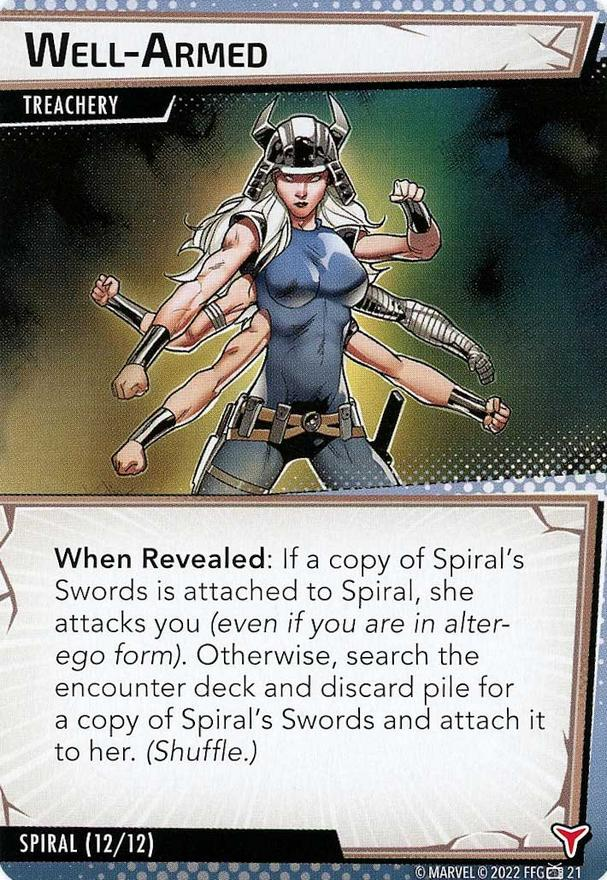 WELL-ARMED
TREACHERY
When Revealed: If a copy of Spiral's
Swords is attached to Spiral, she
attacks you (even if you are in alter-
ego form). Otherwise, search the
encounter deck and discard pile for
a copy of Spiral's Swords and attach it
to her. (Shuffle.)
SPIRAL (12/12)
© MARVEL © 2022 FFG 21